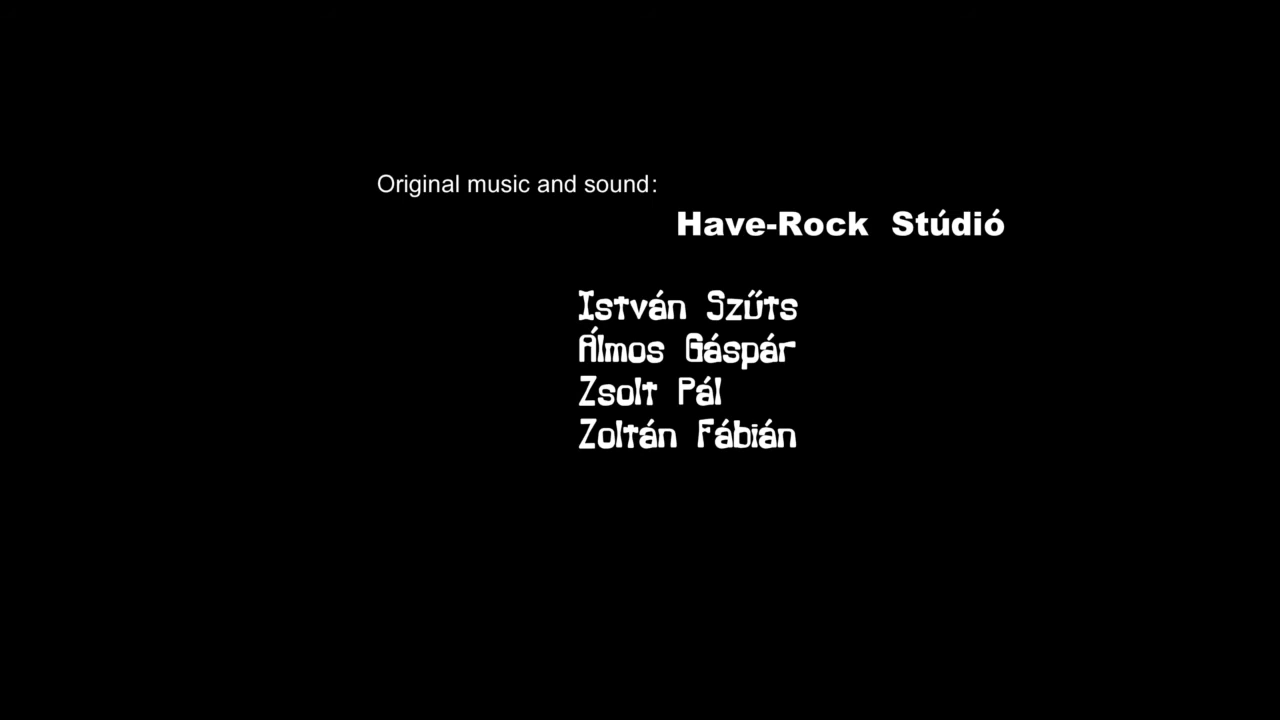 Original music and sound:
Have-Rock Stúdió
István Szűts
Álmos Gáspár
Zsolt Pál
Zoltán Fábián